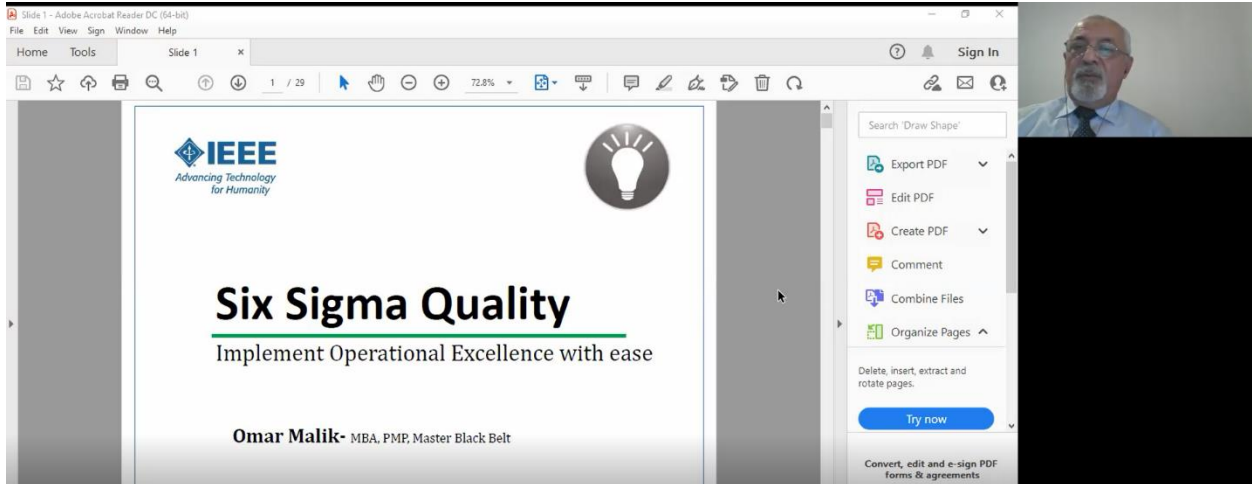 Slide 1 - Adobe Acrobat Reader DC (64-bit)
File Edit View Sign Window Help
Home Tools Slide 1 × Sign In
1 / 29 72.8%
IEEE
Advancing Technology
for Humanity
Six Sigma Quality
Implement Operational Excellence with ease
Omar Malik- MBA, PMP, Master Black Belt
Search 'Draw Shape'
Export PDF
Edit PDF
Create PDF
Comment
Combine Files
Organize Pages
Delete, insert, extract and
rotate pages.
Try now
Convert, edit and e-sign PDF
forms & agreements